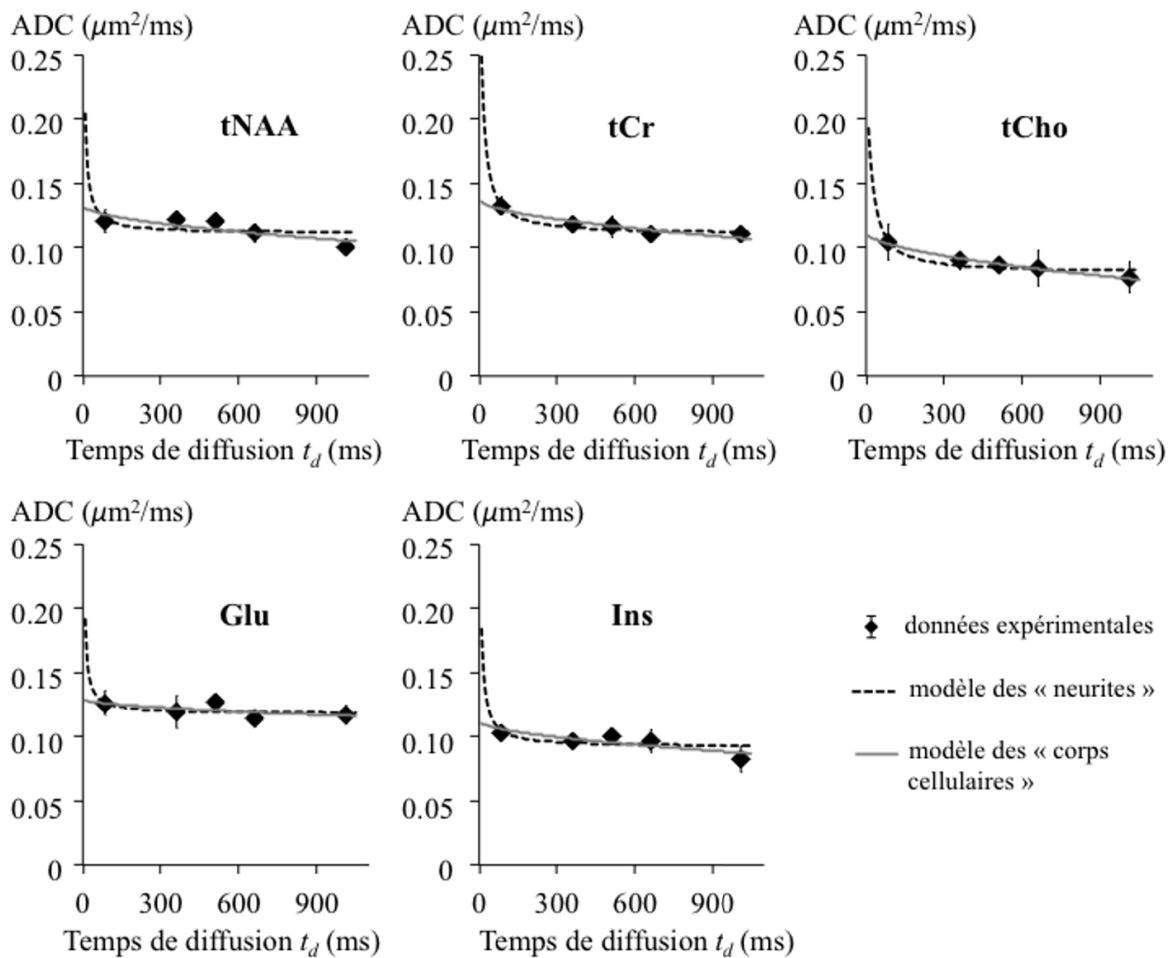 ADC (μm²/ms)
0.25
0.20
0.15
0.10
0.05
0
tNAA
0 300 600 900
Temps de diffusion t_d (ms)
ADC (μm²/ms)
0.25
0.20
0.15
0.10
0.05
0
tCr
0 300 600 900
Temps de diffusion t_d (ms)
ADC (μm²/ms)
0.25
0.20
0.15
0.10
0.05
0
tCho
0 300 600 900
Temps de diffusion t_d (ms)
ADC (μm²/ms)
0.25
0.20
0.15
0.10
0.05
0
Glu
0 300 600 900
Temps de diffusion t_d (ms)
ADC (μm²/ms)
0.25
0.20
0.15
0.10
0.05
0
Ins
0 300 600 900
Temps de diffusion t_d (ms)
données expérimentales
modèle des « neurites »
modèle des « corps
cellulaires »